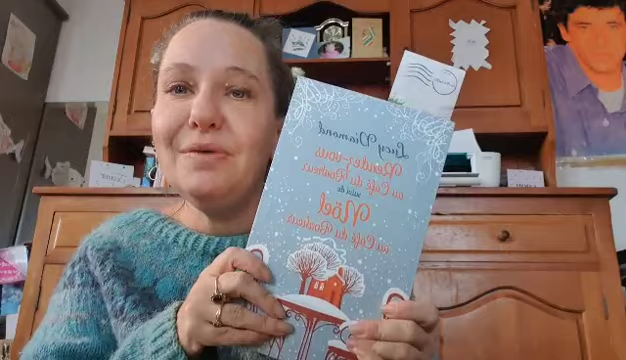 Lucy Diamond
Rendez-vous
au Café du Bonheur
suivi de
Noël
au Café du Bonheur